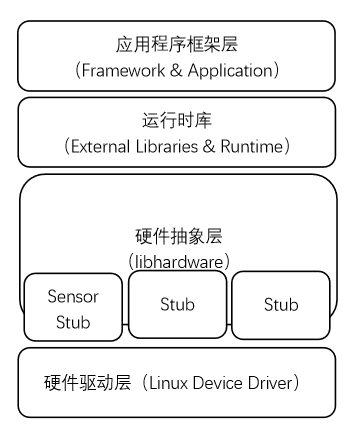 应用程序框架层
（Framework & Application）
运行时库
（External Libraries & Runtime）
硬件抽象层
（libhardware）
Sensor
Stub
Stub
Stub
硬件驱动层（Linux Device Driver）